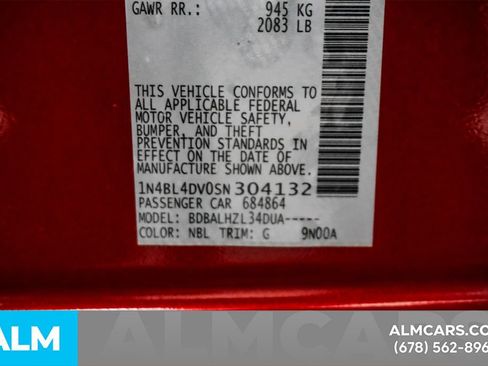 GAWR RR.: 945 KG
2083 LB
THIS VEHICLE CONFORMS TO
ALL APPLICABLE FEDERAL
MOTOR VEHICLE SAFETY,
BUMPER, AND THEFT
PREVENTION STANDARDS IN
EFFECT ON THE DATE OF
MANUFACTURE SHOWN ABOVE.
1N4BL4DV0SN304132
PASSENGER CAR 684864
MODEL: BDBALHZL34DUA-----
COLOR: NBL TRIM: G 9N00A
ALM
ALMCARS
ALMCARS.CO
(678) 562-896